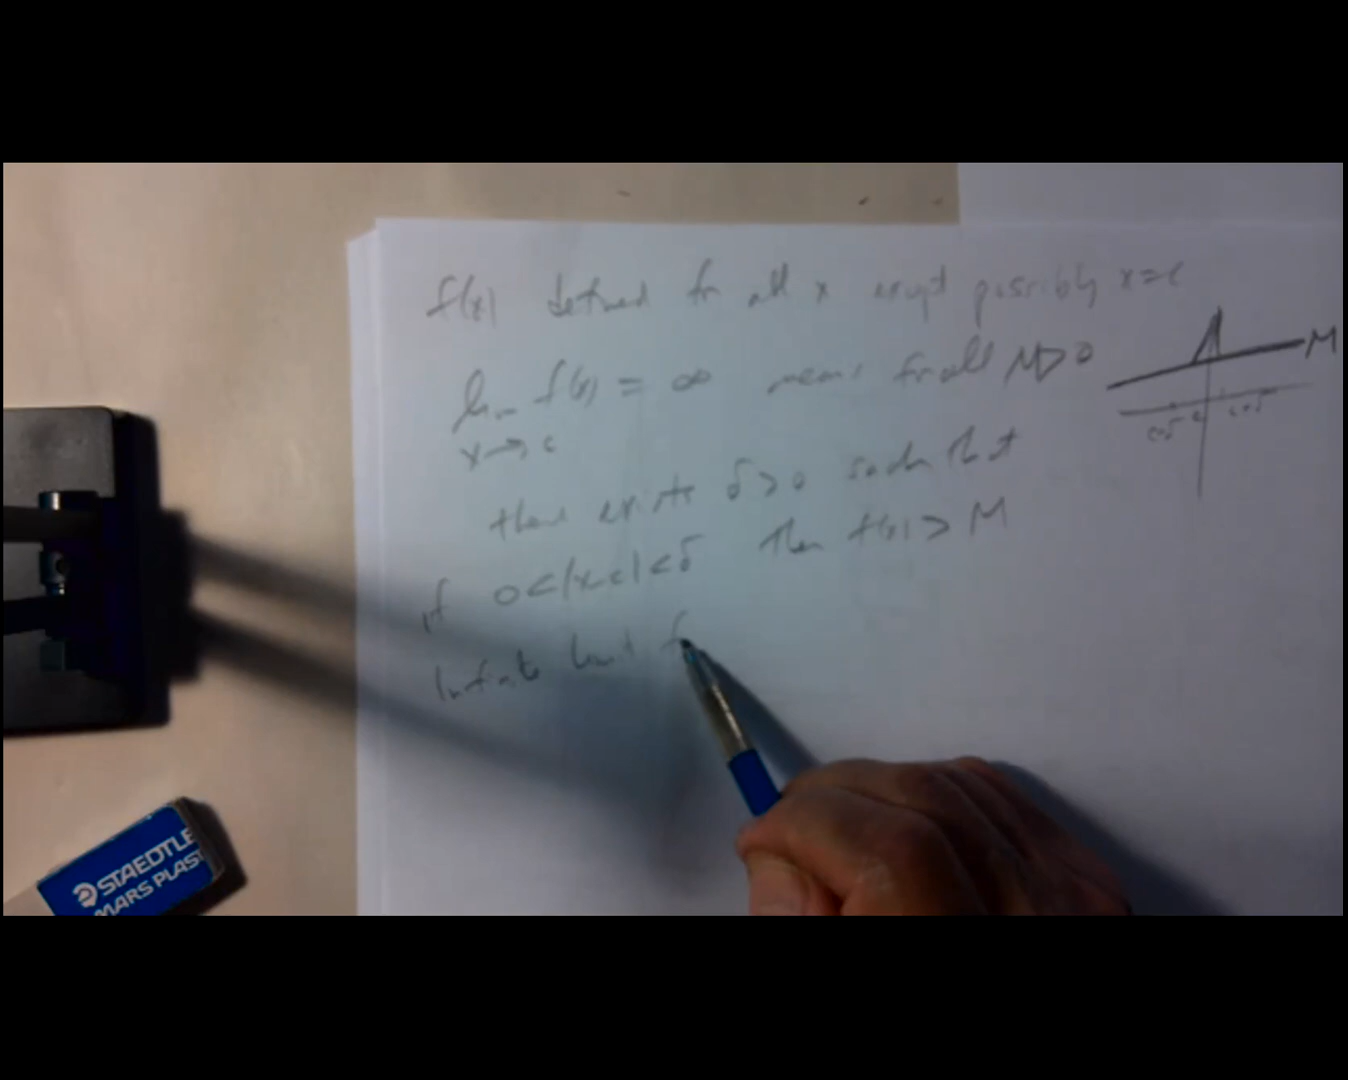 f(x) defined for all x except possibly x=c
lim f(x) = ∞ means for all M>0
x→c
there exists δ>0 such that
if 0<|x-c|<δ then f(x) > M
Infinite limit f
M
c-δ c c+δ
STAEDTLER
MARS PLAST